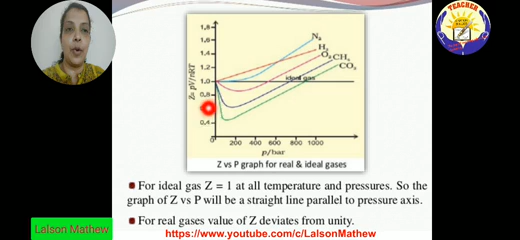 TEACHER
1,8
1,6
1,4
1,2
1,0
0,8
0,4
Z= pV/nRT
N₂
H₂
O₂
CH₄
CO₂
ideal gas
200 400 600 800 1000
p/bar
Z vs P graph for real & ideal gases
For ideal gas Z = 1 at all temperature and pressures. So the
graph of Z vs P will be a straight line parallel to pressure axis.
For real gases value of Z deviates from unity.
Lalson Mathew
https://www.youtube.com/c/LalsonMathew